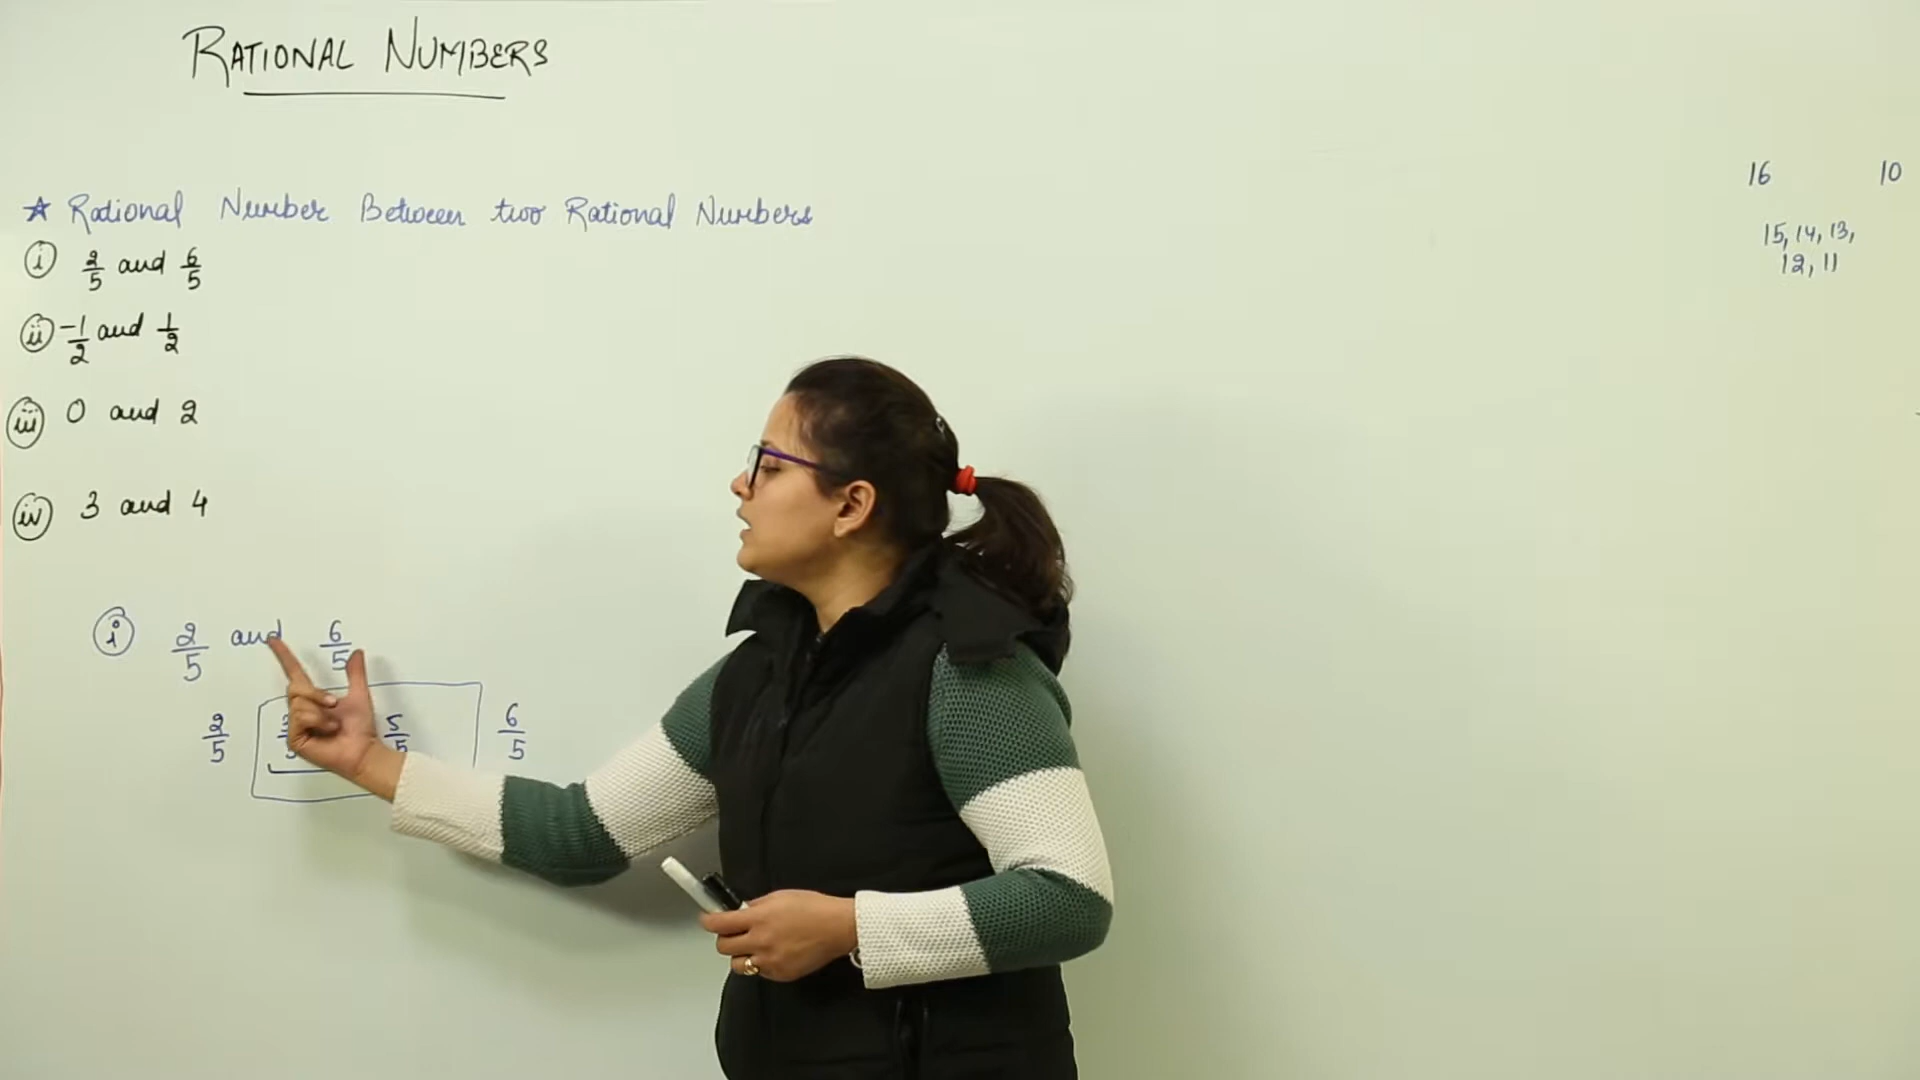 RATIONAL NUMBERS
★ Rational Number Between two Rational Numbers
i 2/5 and 6/5
ii -1/2 and 1/2
iii 0 and 2
iv 3 and 4
i 2/5 and 6/5
2/5 5/5 6/5
16 10
15, 14, 13,
12, 11